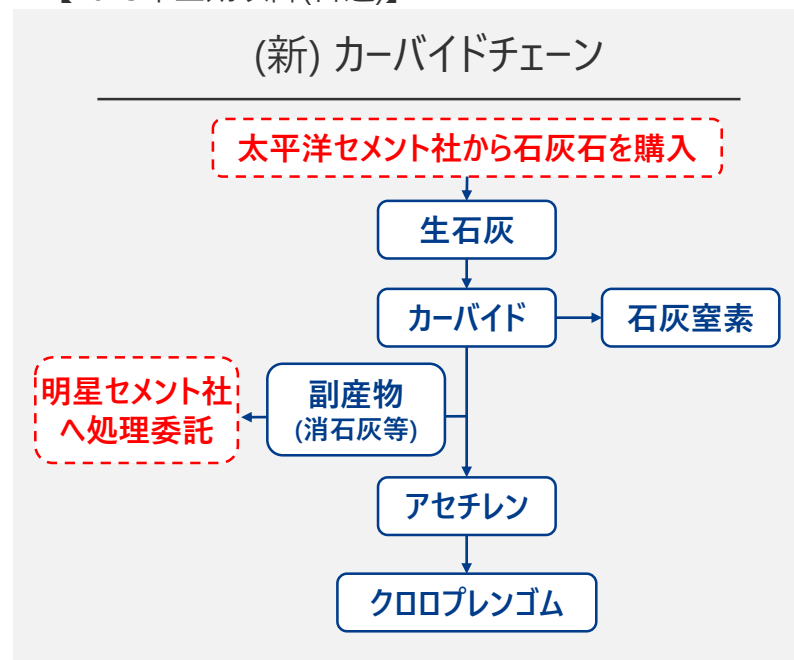 (新) カーバイドチェーン
太平洋セメント社から石灰石を購入
生石灰
カーバイド
石灰窒素
明星セメント社
へ処理委託
副産物
(消石灰等)
アセチレン
クロロプレンゴム